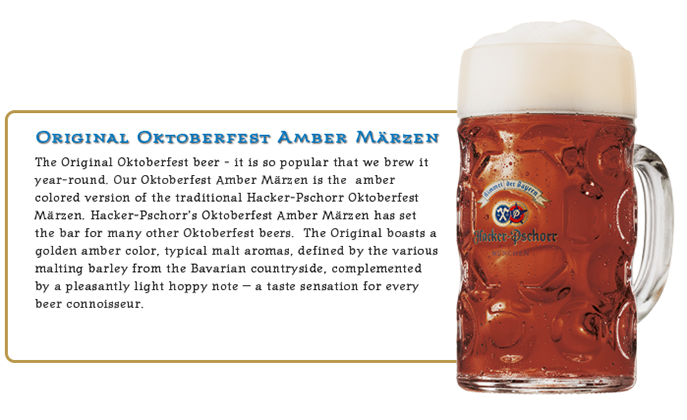 Original Oktoberfest Amber Märzen
The Original Oktoberfest beer - it is so popular that we brew it
year-round. Our Oktoberfest Amber Märzen is the amber
colored version of the traditional Hacker-Pschorr Oktoberfest
Märzen. Hacker-Pschorr's Oktoberfest Amber Märzen has set
the bar for many other Oktoberfest beers. The Original boasts a
golden amber color, typical malt aromas, defined by the various
malting barley from the Bavarian countryside, complemented
by a pleasantly light hoppy note — a taste sensation for every
beer connoisseur.
Himmel der Bayern
Hacker-Pschorr
MÜNCHEN